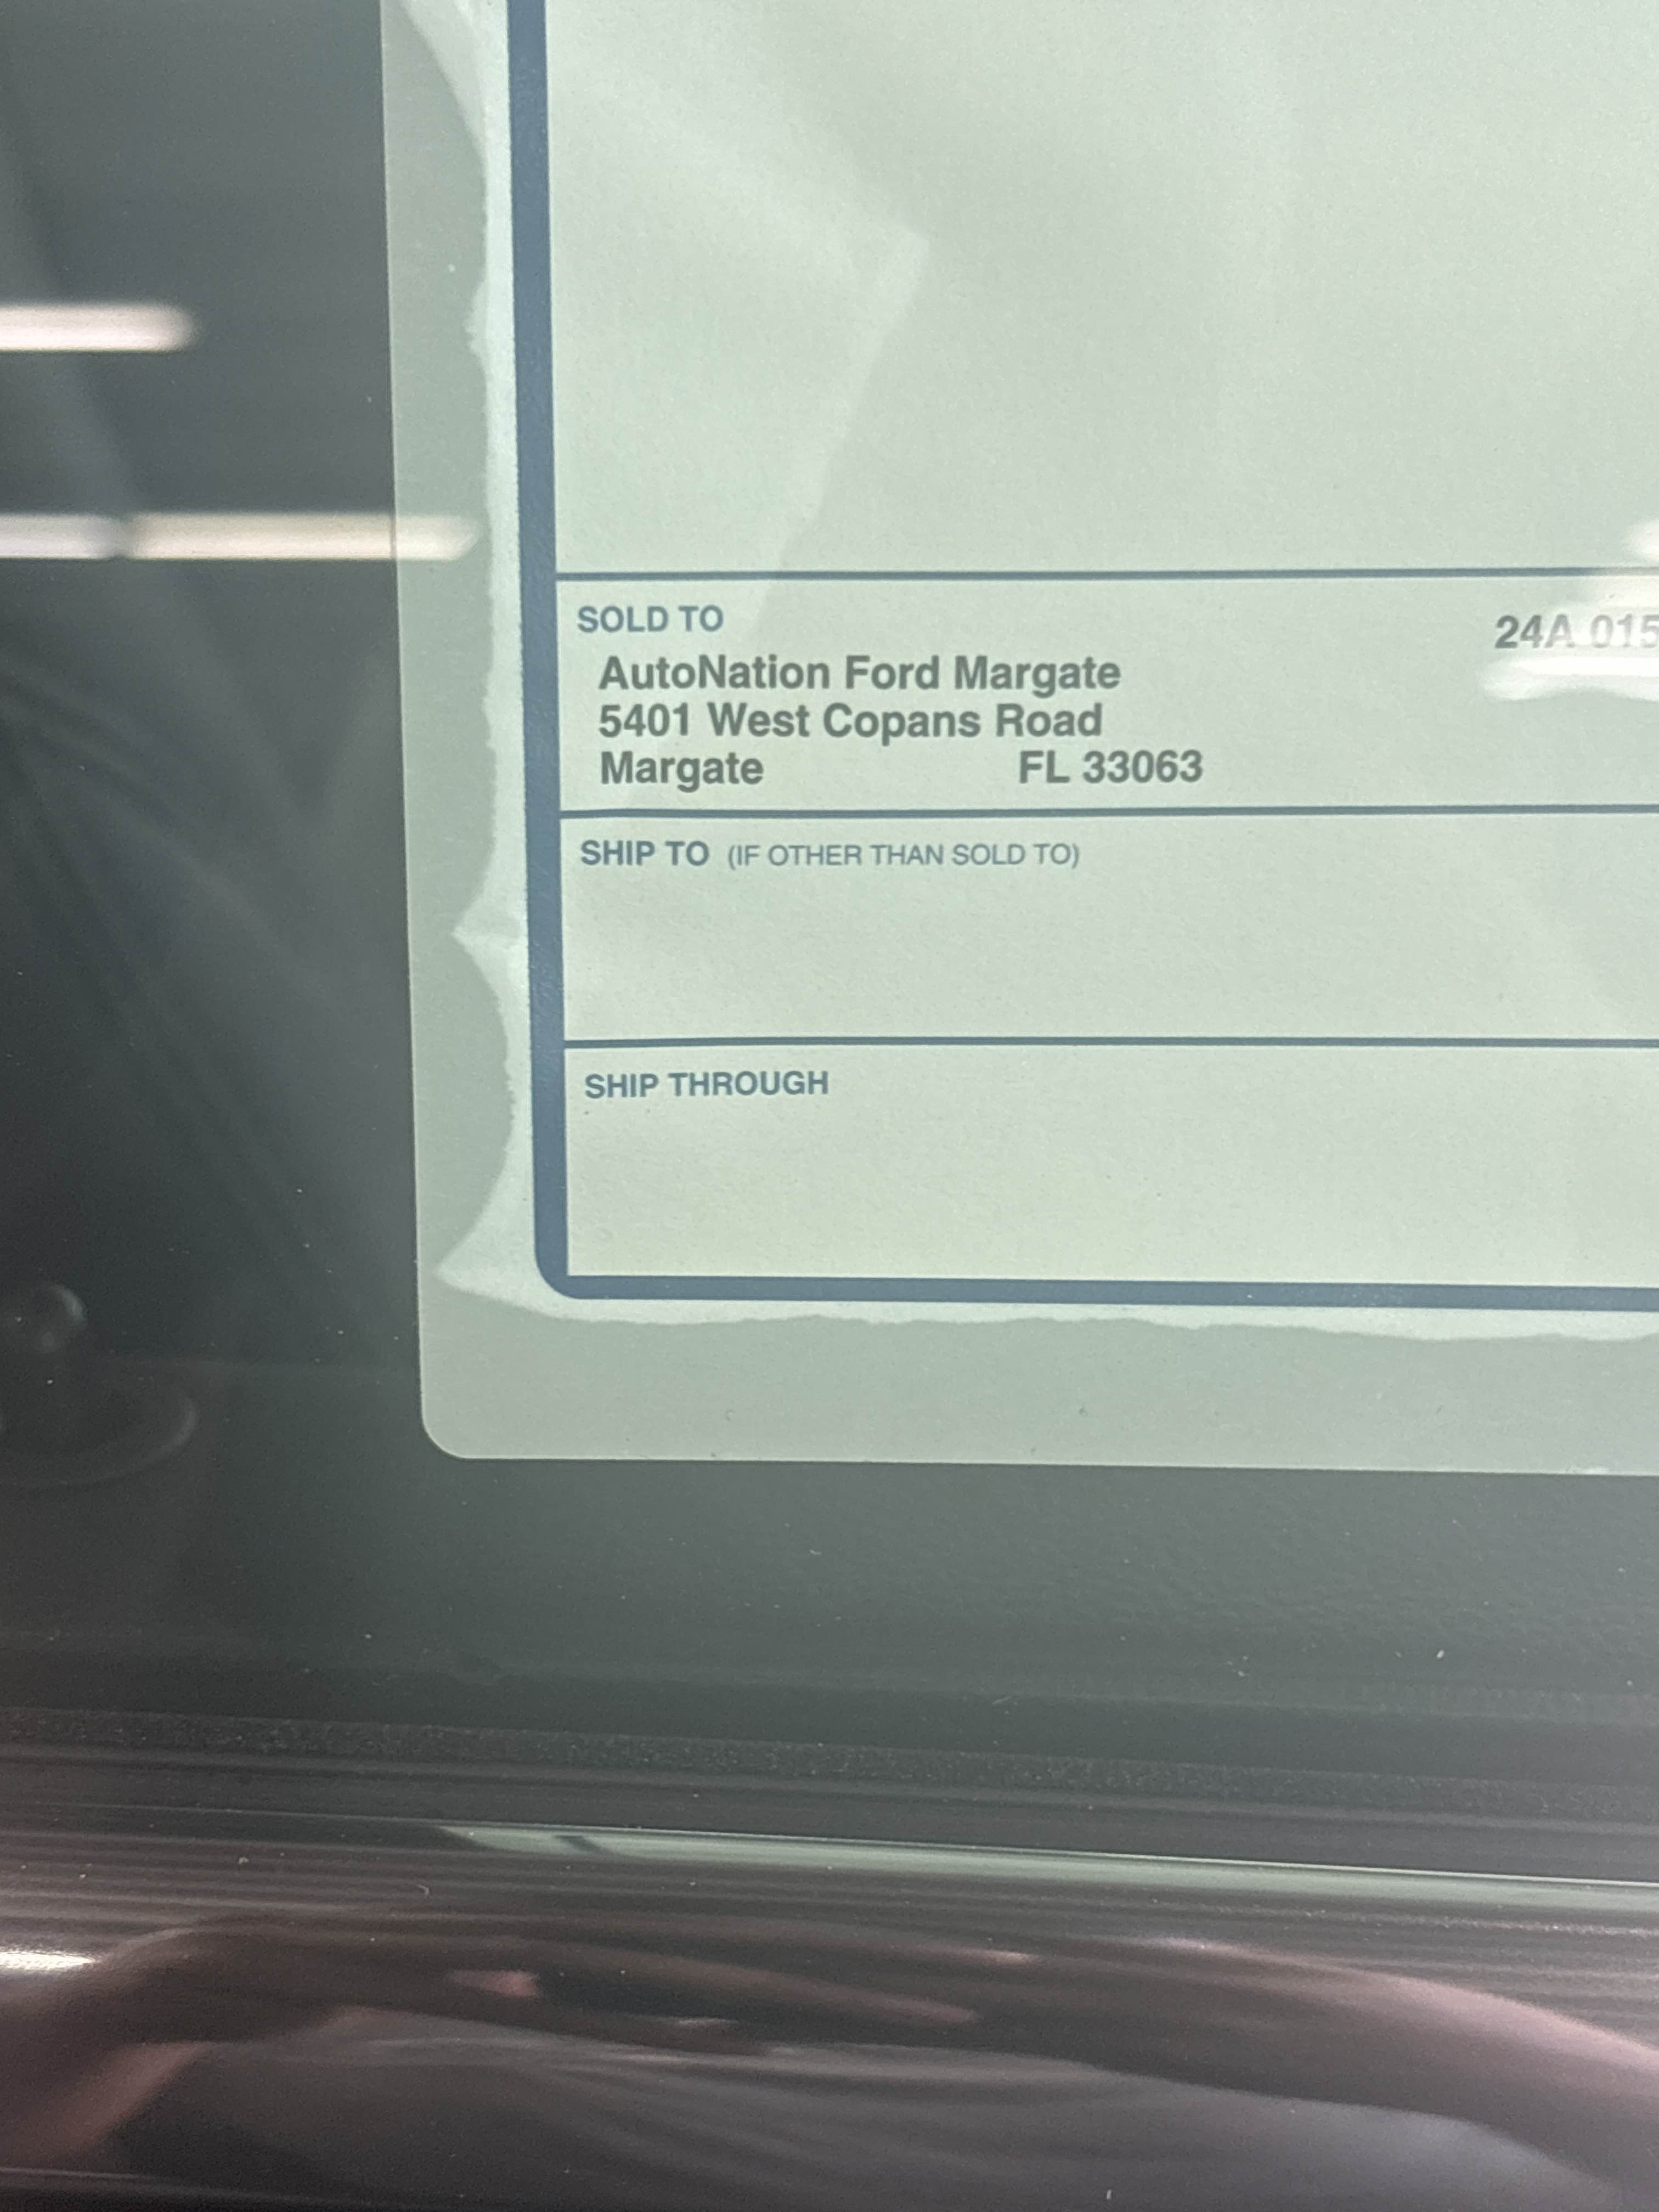 SOLD TO 24A 015
AutoNation Ford Margate
5401 West Copans Road
Margate FL 33063
SHIP TO (IF OTHER THAN SOLD TO)
SHIP THROUGH